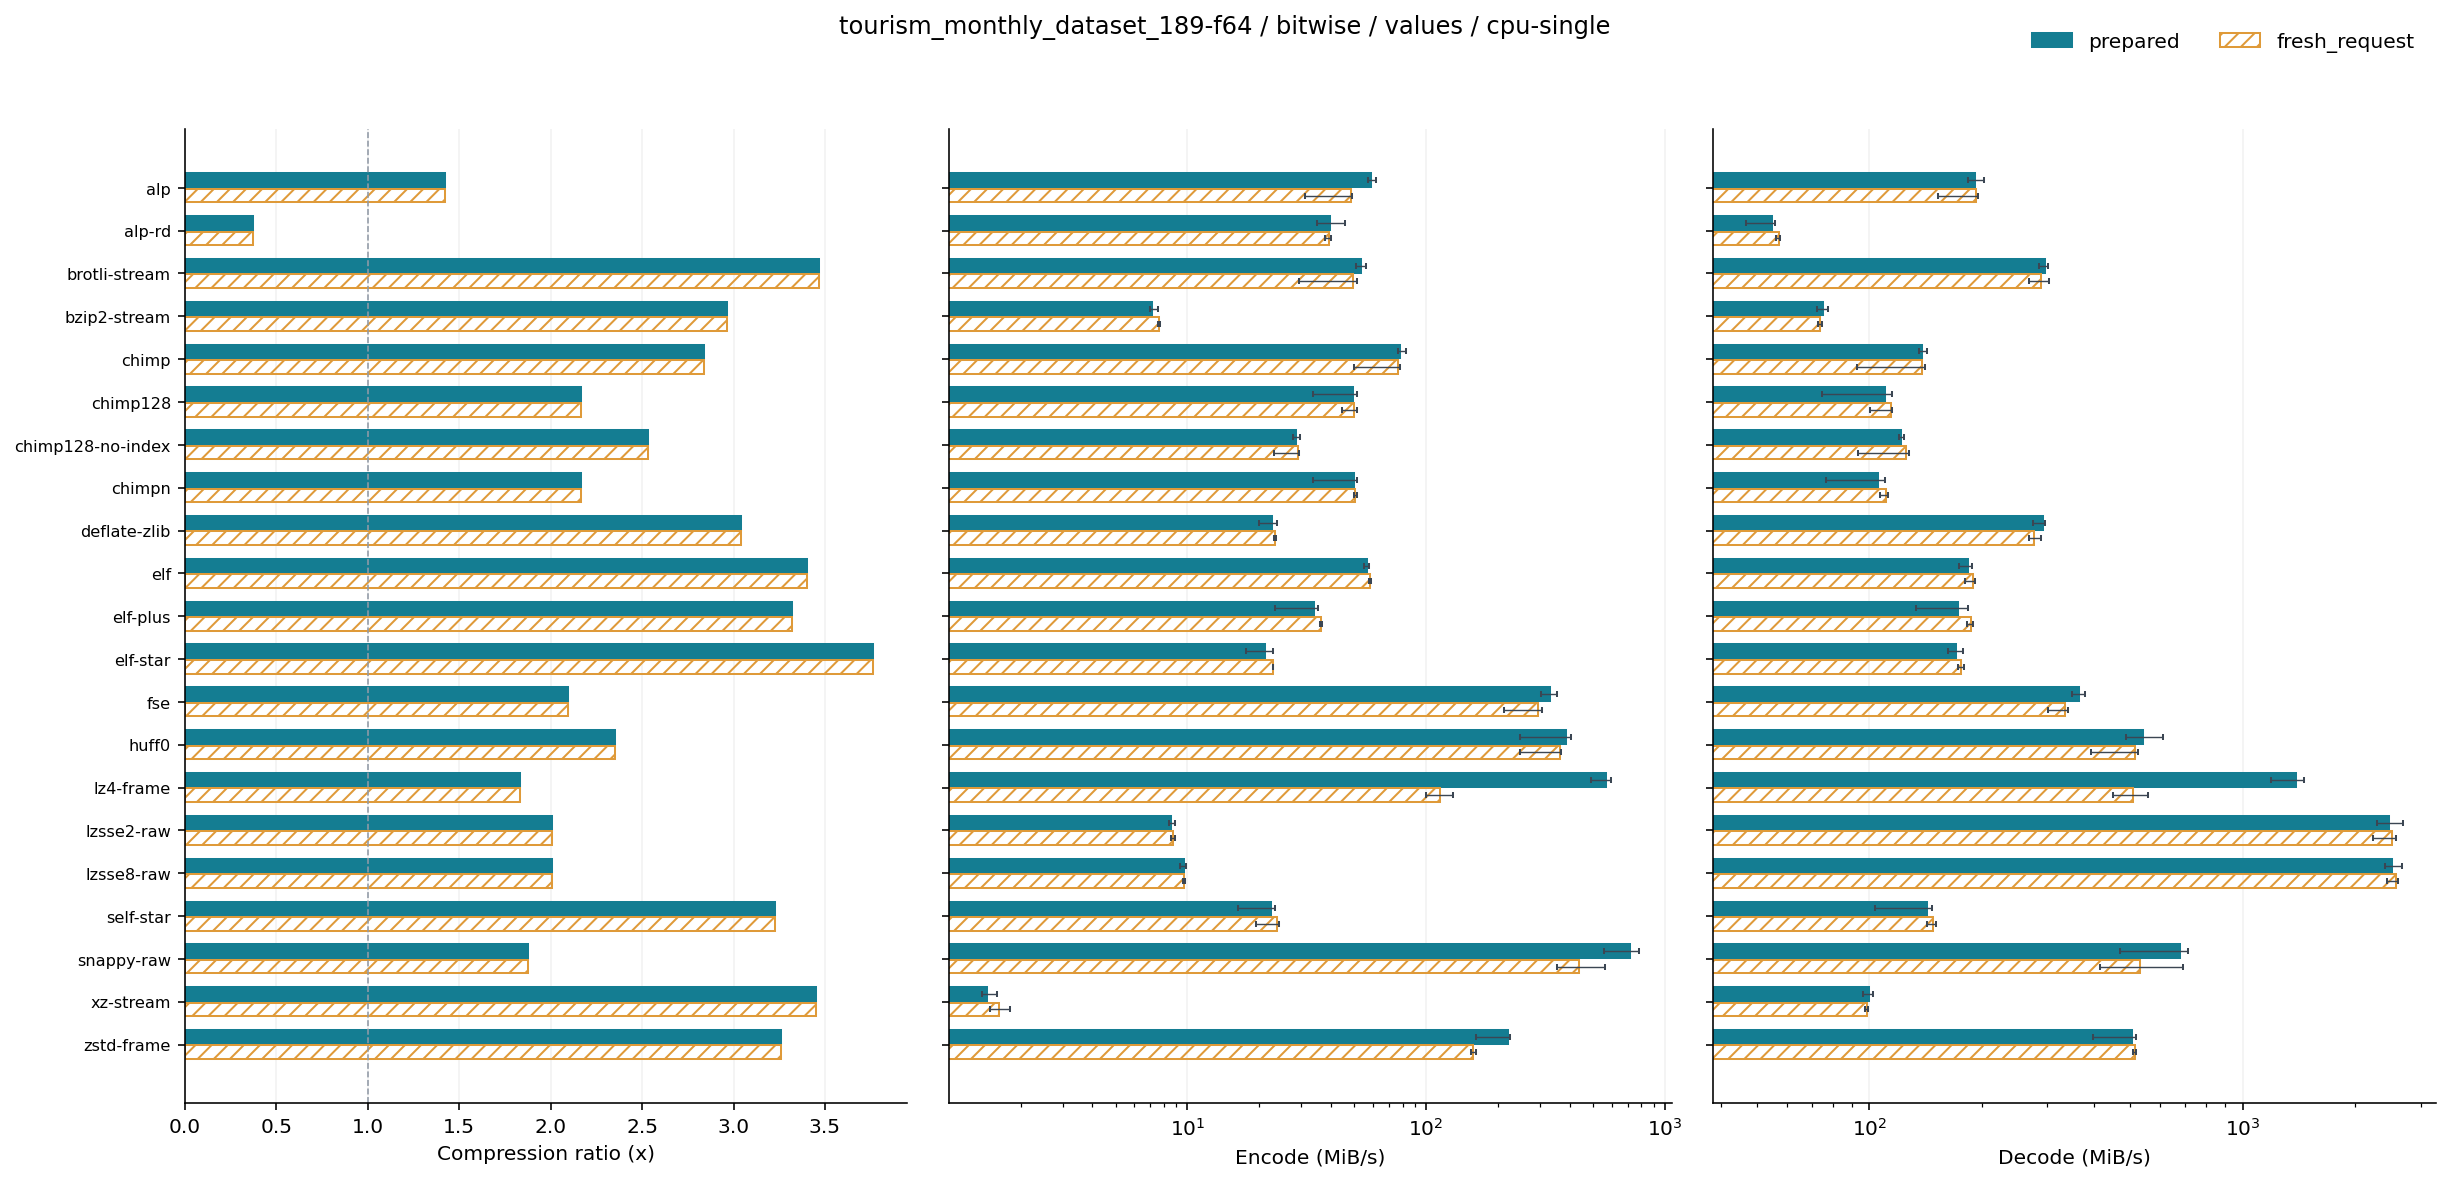 tourism_monthly_dataset_189-f64 / bitwise / values / cpu-single
prepared
fresh_request
alp
alp-rd
brotli-stream
bzip2-stream
chimp
chimp128
chimp128-no-index
chimpn
deflate-zlib
elf
elf-plus
elf-star
fse
huff0
lz4-frame
lzsse2-raw
lzsse8-raw
self-star
snappy-raw
xz-stream
zstd-frame
0.0 0.5 1.0 1.5 2.0 2.5 3.0 3.5
Compression ratio (x)
10¹ 10² 10³
Encode (MiB/s)
10² 10³
Decode (MiB/s)